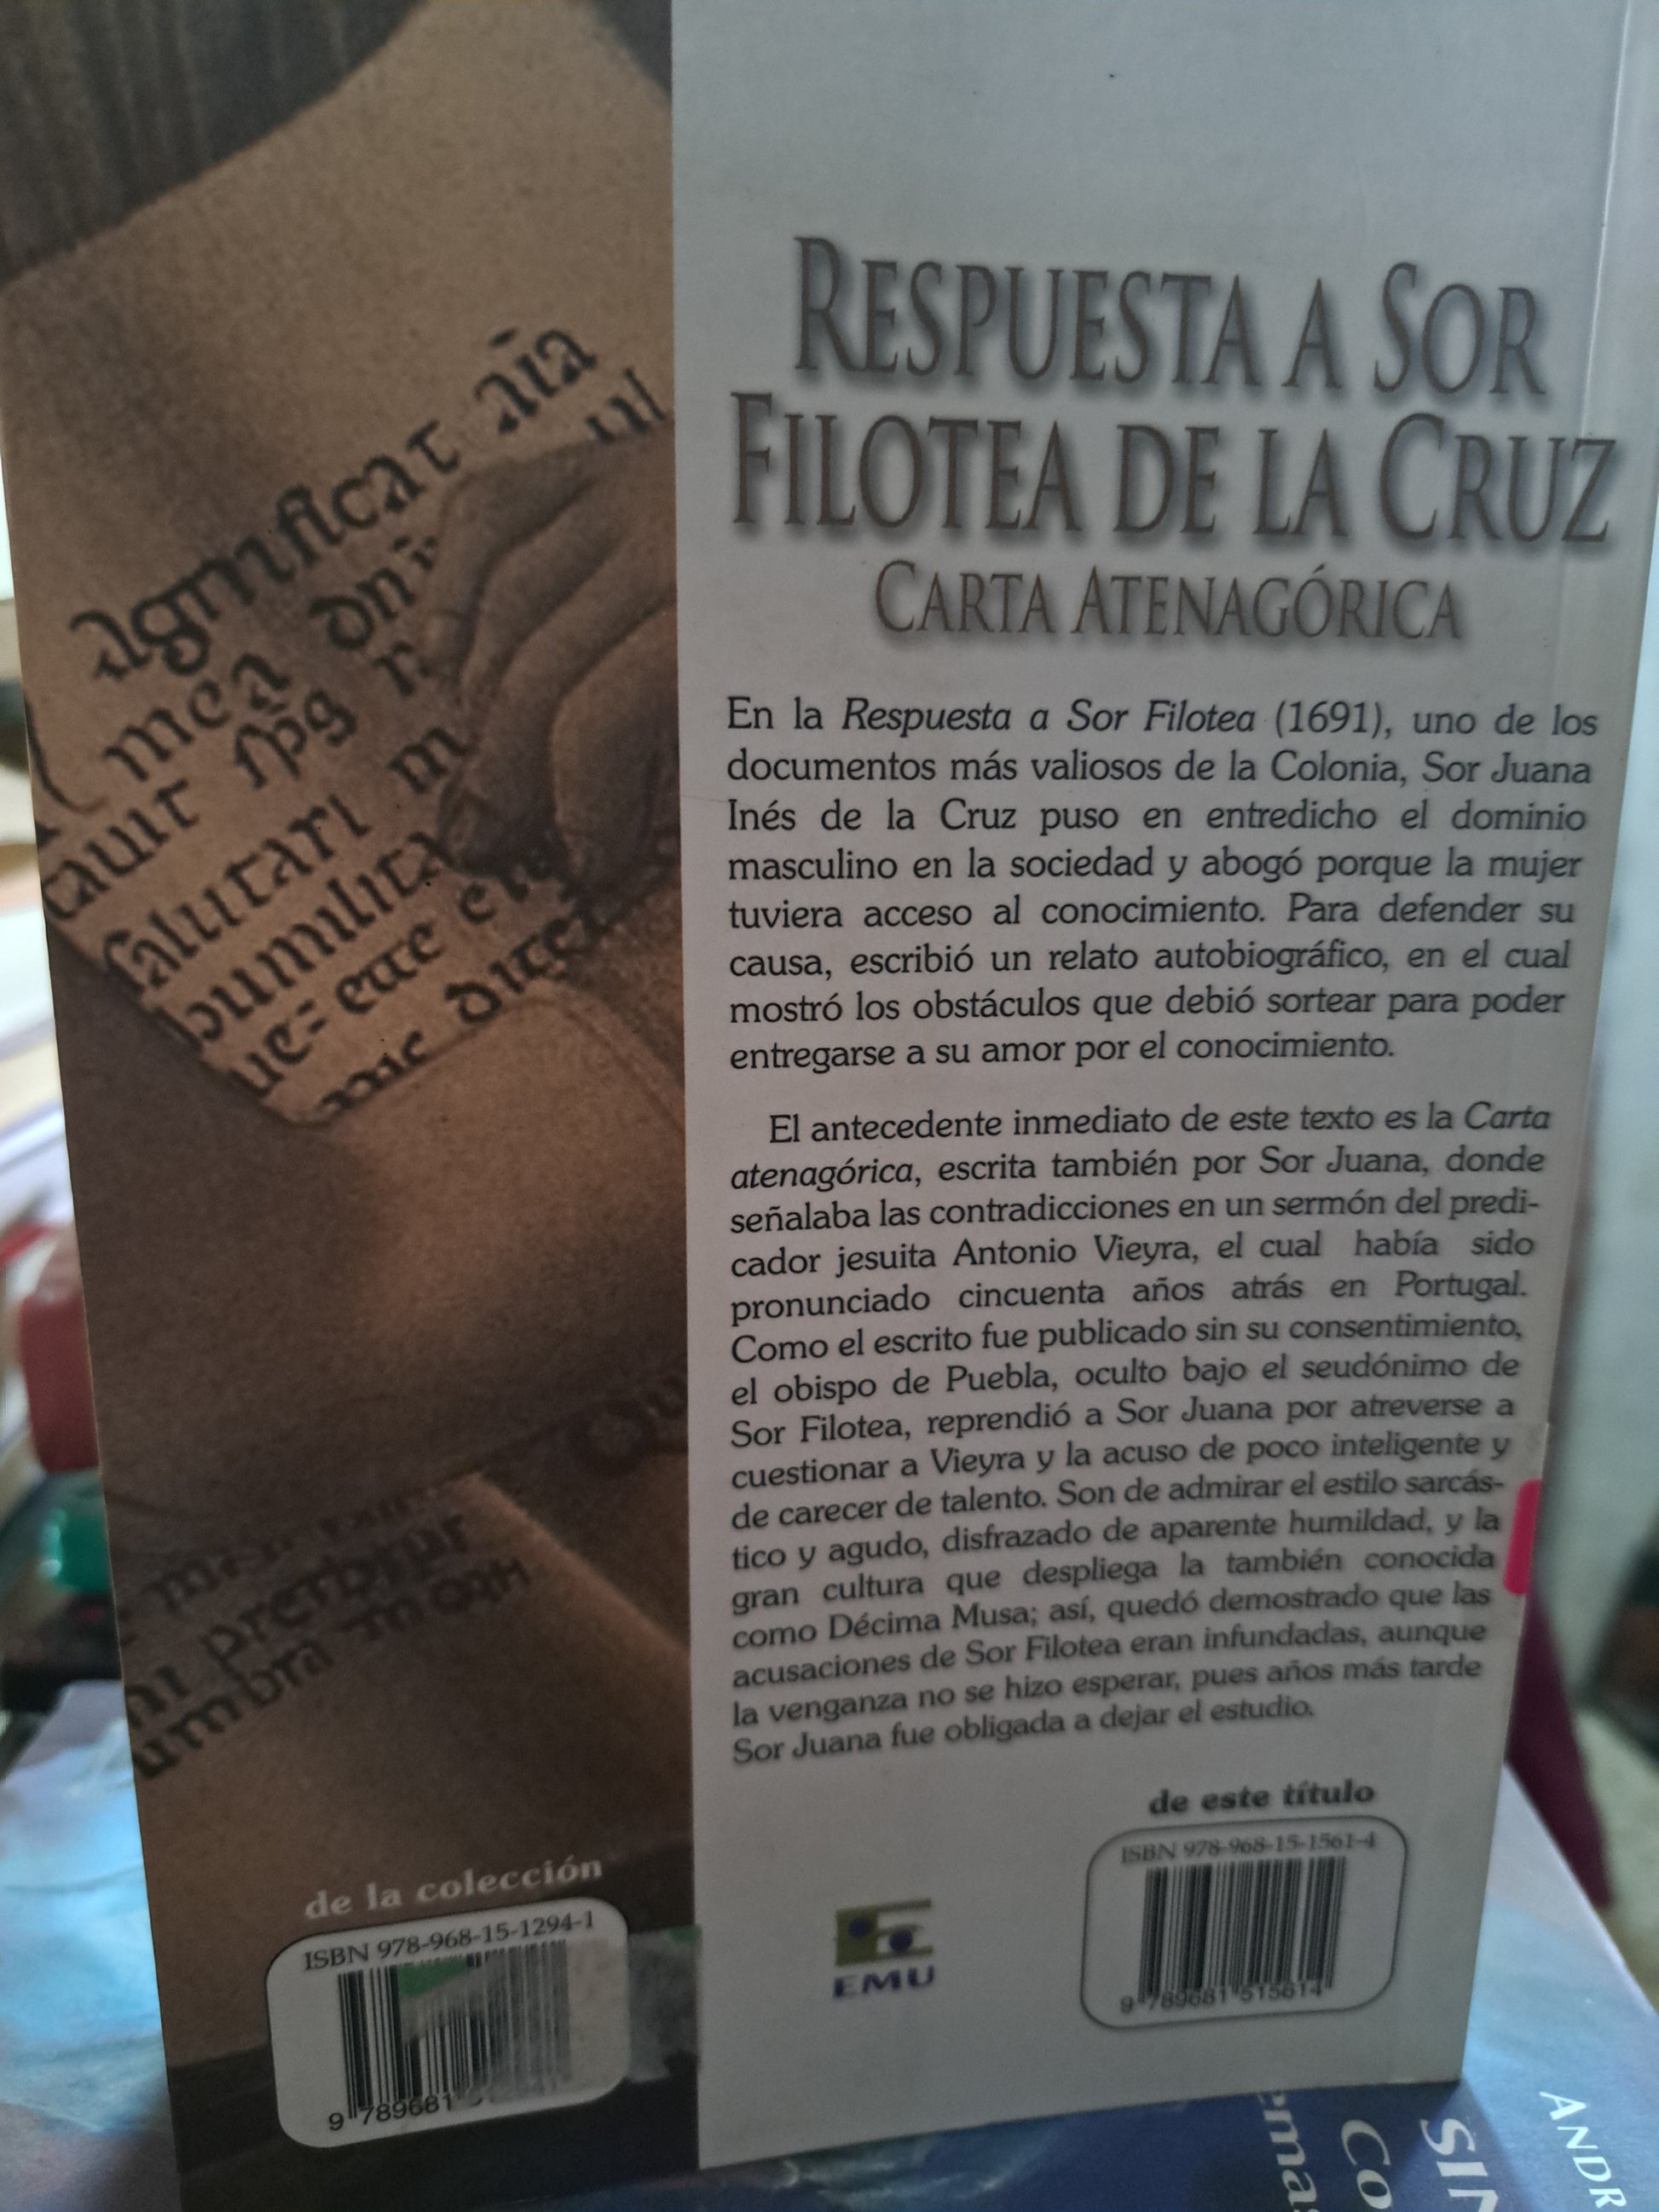 RESPUESTA A SOR
FILOTEA DE LA CRUZ
CARTA ATENAGÓRICA
En la Respuesta a Sor Filotea (1691), uno de los
documentos más valiosos de la Colonia, Sor Juana
Inés de la Cruz puso en entredicho el dominio
masculino en la sociedad y abogó porque la mujer
tuviera acceso al conocimiento. Para defender su
causa, escribió un relato autobiográfico, en el cual
mostró los obstáculos que debió sortear para poder
entregarse a su amor por el conocimiento.
El antecedente inmediato de este texto es la Carta
atenagórica, escrita también por Sor Juana, donde
señalaba las contradicciones en un sermón del predi-
cador jesuita Antonio Vieyra, el cual había sido
pronunciado cincuenta años atrás en Portugal.
Como el escrito fue publicado sin su consentimiento,
el obispo de Puebla, oculto bajo el seudónimo de
Sor Filotea, reprendió a Sor Juana por atreverse a
cuestionar a Vieyra y la acuso de poco inteligente y
de carecer de talento. Son de admirar el estilo sarcás-
tico y agudo, disfrazado de aparente humildad, y la
gran cultura que despliega la también conocida
como Décima Musa; así, quedó demostrado que las
acusaciones de Sor Filotea eran infundadas, aunque
la venganza no se hizo esperar, pues años más tarde
Sor Juana fue obligada a dejar el estudio.
de este título
ISBN 978-968-15-1561-4
9 789681 515614
EMU
de la colección
ISBN 978-968-15-1294-1
9 789681
agnificat aīa
mea
salutari
humilita
umbra
SIN
Co
ANDR